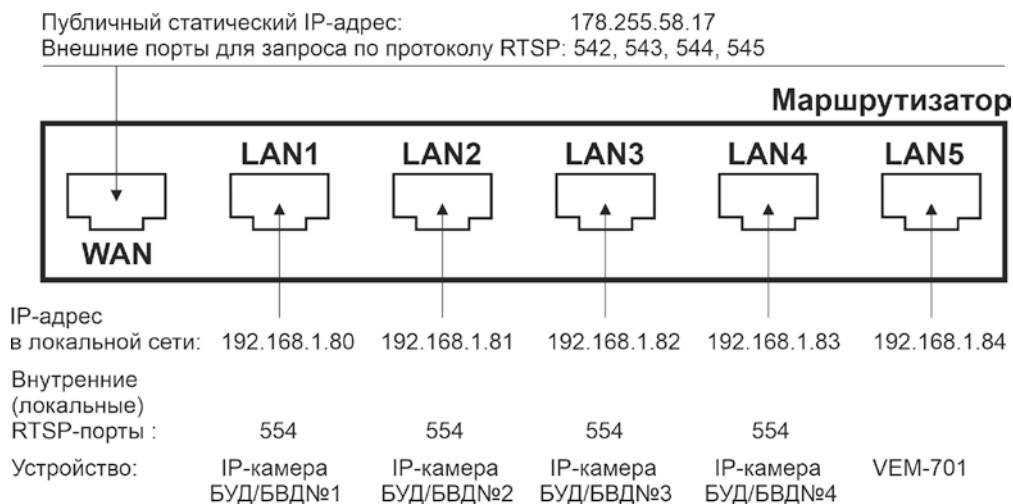 Публичный статический IP-адрес: 178.255.58.17
Внешние порты для запроса по протоколу RTSP: 542, 543, 544, 545
Маршрутизатор
LAN1 LAN2 LAN3 LAN4 LAN5
WAN
IP-адрес
в локальной сети: 192.168.1.80 192.168.1.81 192.168.1.82 192.168.1.83 192.168.1.84
Внутренние
(локальные)
RTSP-порты : 554 554 554 554
Устройство: IP-камера IP-камера IP-камера IP-камера VEM-701
БУД/БВД№1 БУД/БВД№2 БУД/БВД№3 БУД/БВД№4